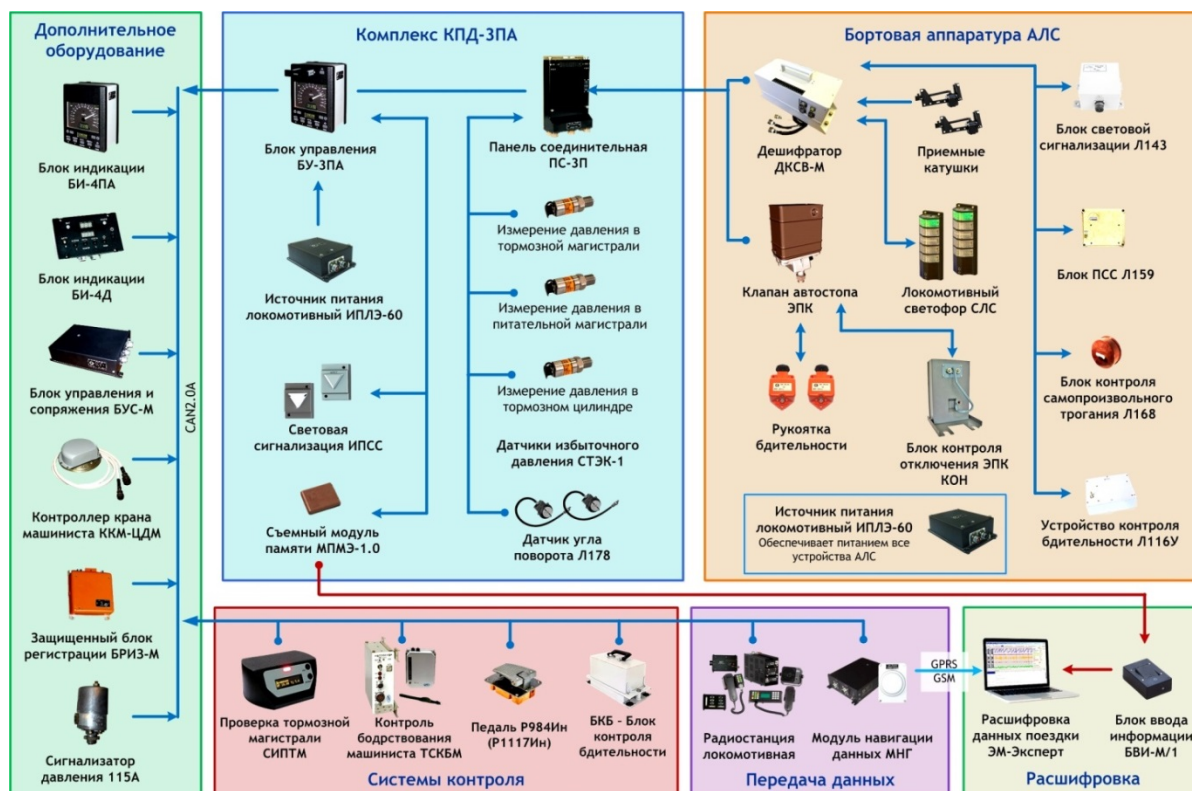 Дополнительное
оборудование
Блок индикации
БИ-4ПА
Блок индикации
БИ-4Д
Блок управления и
сопряжения БУС-М
Контроллер крана
машиниста ККМ-ЦДМ
Защищенный блок
регистрации БРИЗ-М
Сигнализатор
давления 115А
CAN2.0A
Комплекс КПД-3ПА
Блок управления
БУ-3ПА
Панель соединительная
ПС-3П
Источник питания
локомотивный ИПЛЭ-60
Световая
сигнализация ИПСС
Съемный модуль
памяти МПМЭ-1.0
Измерение давления в
тормозной магистрали
Измерение давления в
питательной магистрали
Измерение давления в
тормозном цилиндре
Датчики избыточного
давления СТЭК-1
Датчик угла
поворота Л178
Бортовая аппаратура АЛС
Дешифратор
ДКСВ-М
Приемные
катушки
Блок световой
сигнализации Л143
Клапан автостопа
ЭПК
Локомотивный
светофор СЛС
Блок ПСС Л159
Рукоятка
бдительности
Блок контроля
отключения ЭПК
КОН
Блок контроля
самопроизвольного
трогания Л168
Источник питания
локомотивный ИПЛЭ-60
Обеспечивает питанием все
устройства АЛС
Устройство контроля
бдительности Л116У
Проверка тормозной
магистрали
СИПТМ
Контроль
бодрствования
машиниста ТСКБМ
Педаль Р984Ин
(Р1117Ин)
БКБ - Блок
контроля
бдительности
Системы контроля
Радиостанция
локомотивная
Модуль навигации
данных МНГ
Передача данных
GPRS
GSM
Расшифровка
данных поездки
ЭМ-Эксперт
Блок ввода
информации
БВИ-М/1
Расшифровка